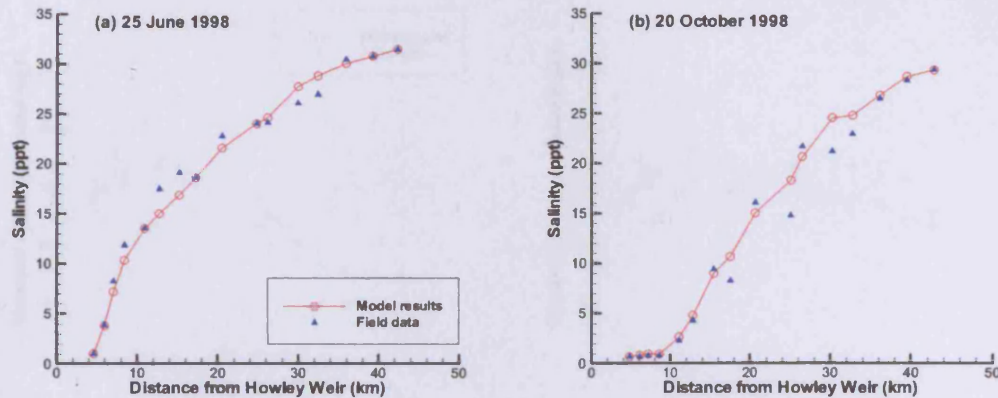 (a) 25 June 1998
Salinity (ppt)
35
30
25
20
15
10
5
0
0 10 20 30 40 50
Distance from Howley Weir (km)
Model results
Field data
(b) 20 October 1998
Salinity (ppt)
35
30
25
20
15
10
5
0
0 10 20 30 40 50
Distance from Howley Weir (km)